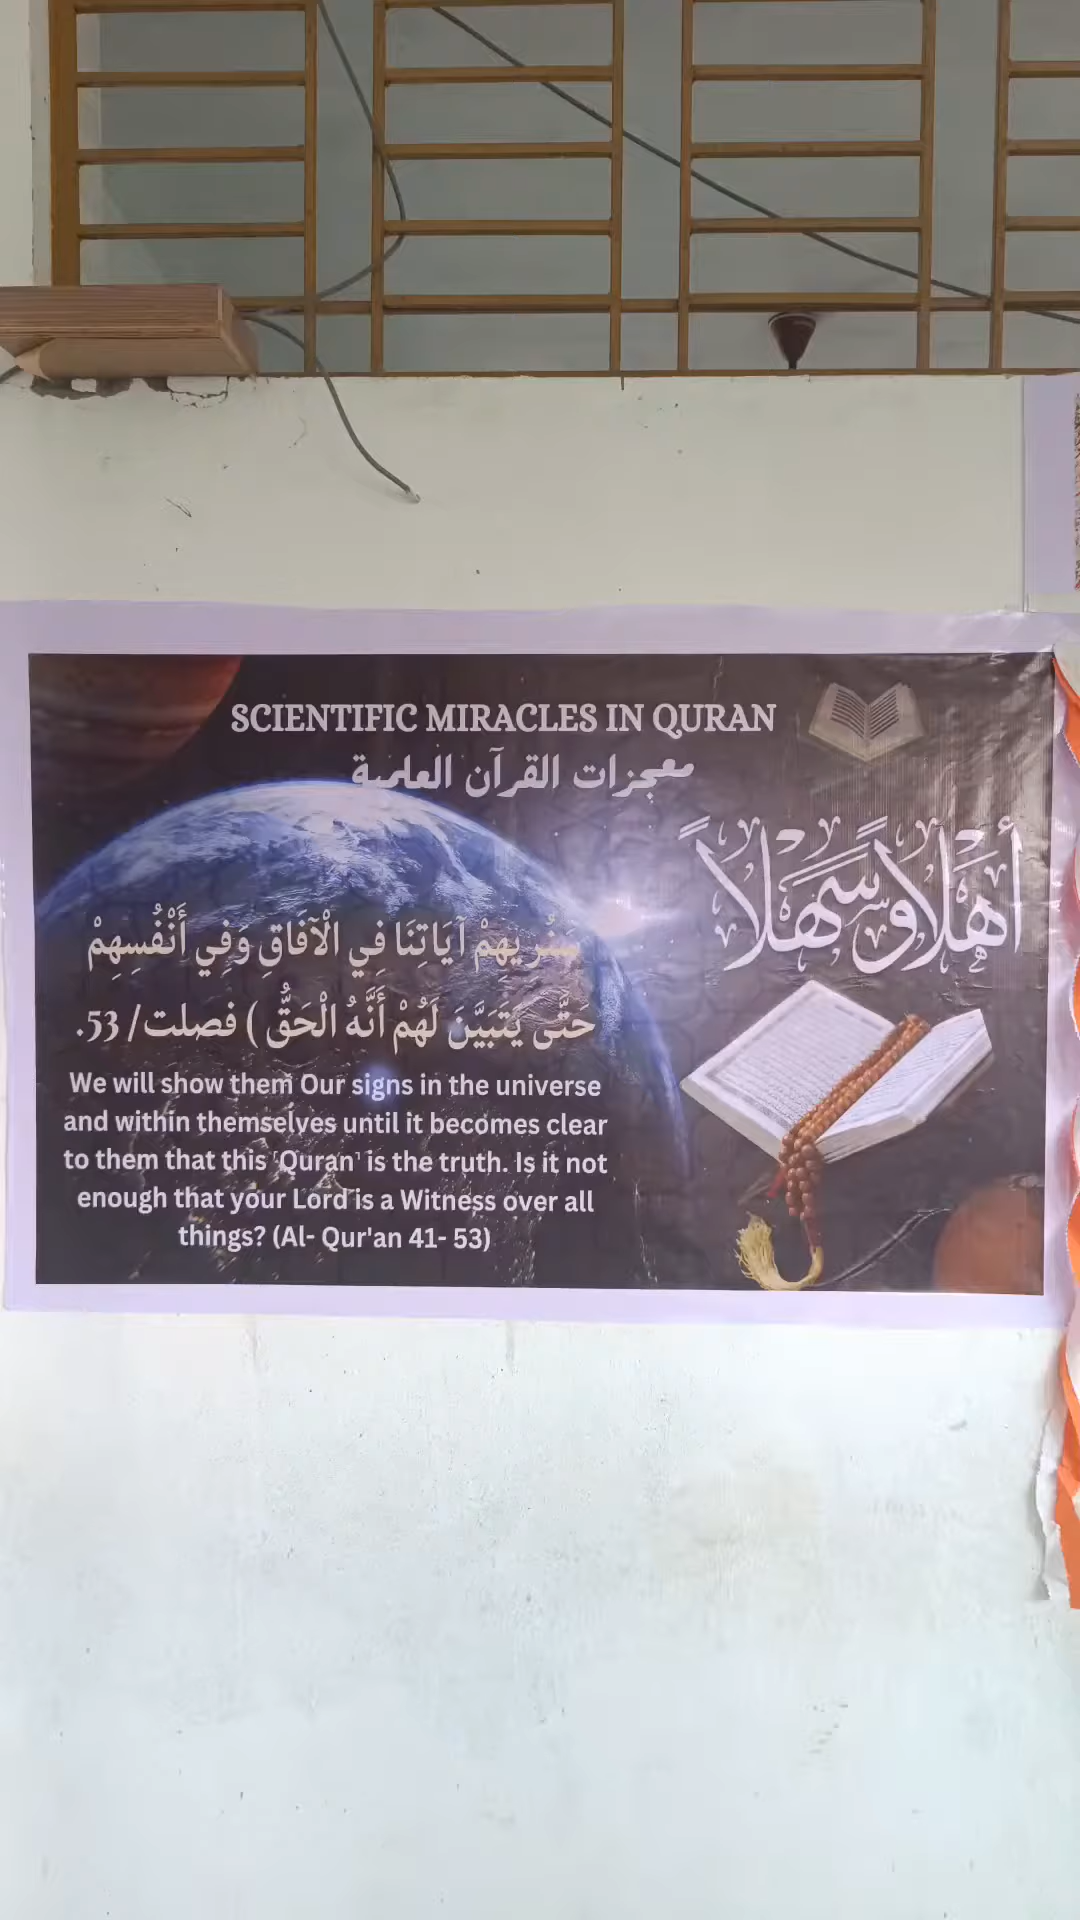 SCIENTIFIC MIRACLES IN QURAN
معجزات القرآن العلمية
أهلاً وسهلاً
سَنُرِيهِمْ آيَاتِنَا فِي الْآفَاقِ وَفِي أَنْفُسِهِمْ
حَتَّى يَتَبَيَّنَ لَهُمْ أَنَّهُ الْحَقُّ ) فصلت/ 53.
We will show them Our signs in the universe
and within themselves until it becomes clear
to them that this ˹Quran˺ is the truth. Is it not
enough that your Lord is a Witness over all
things? (Al- Qur'an 41- 53)